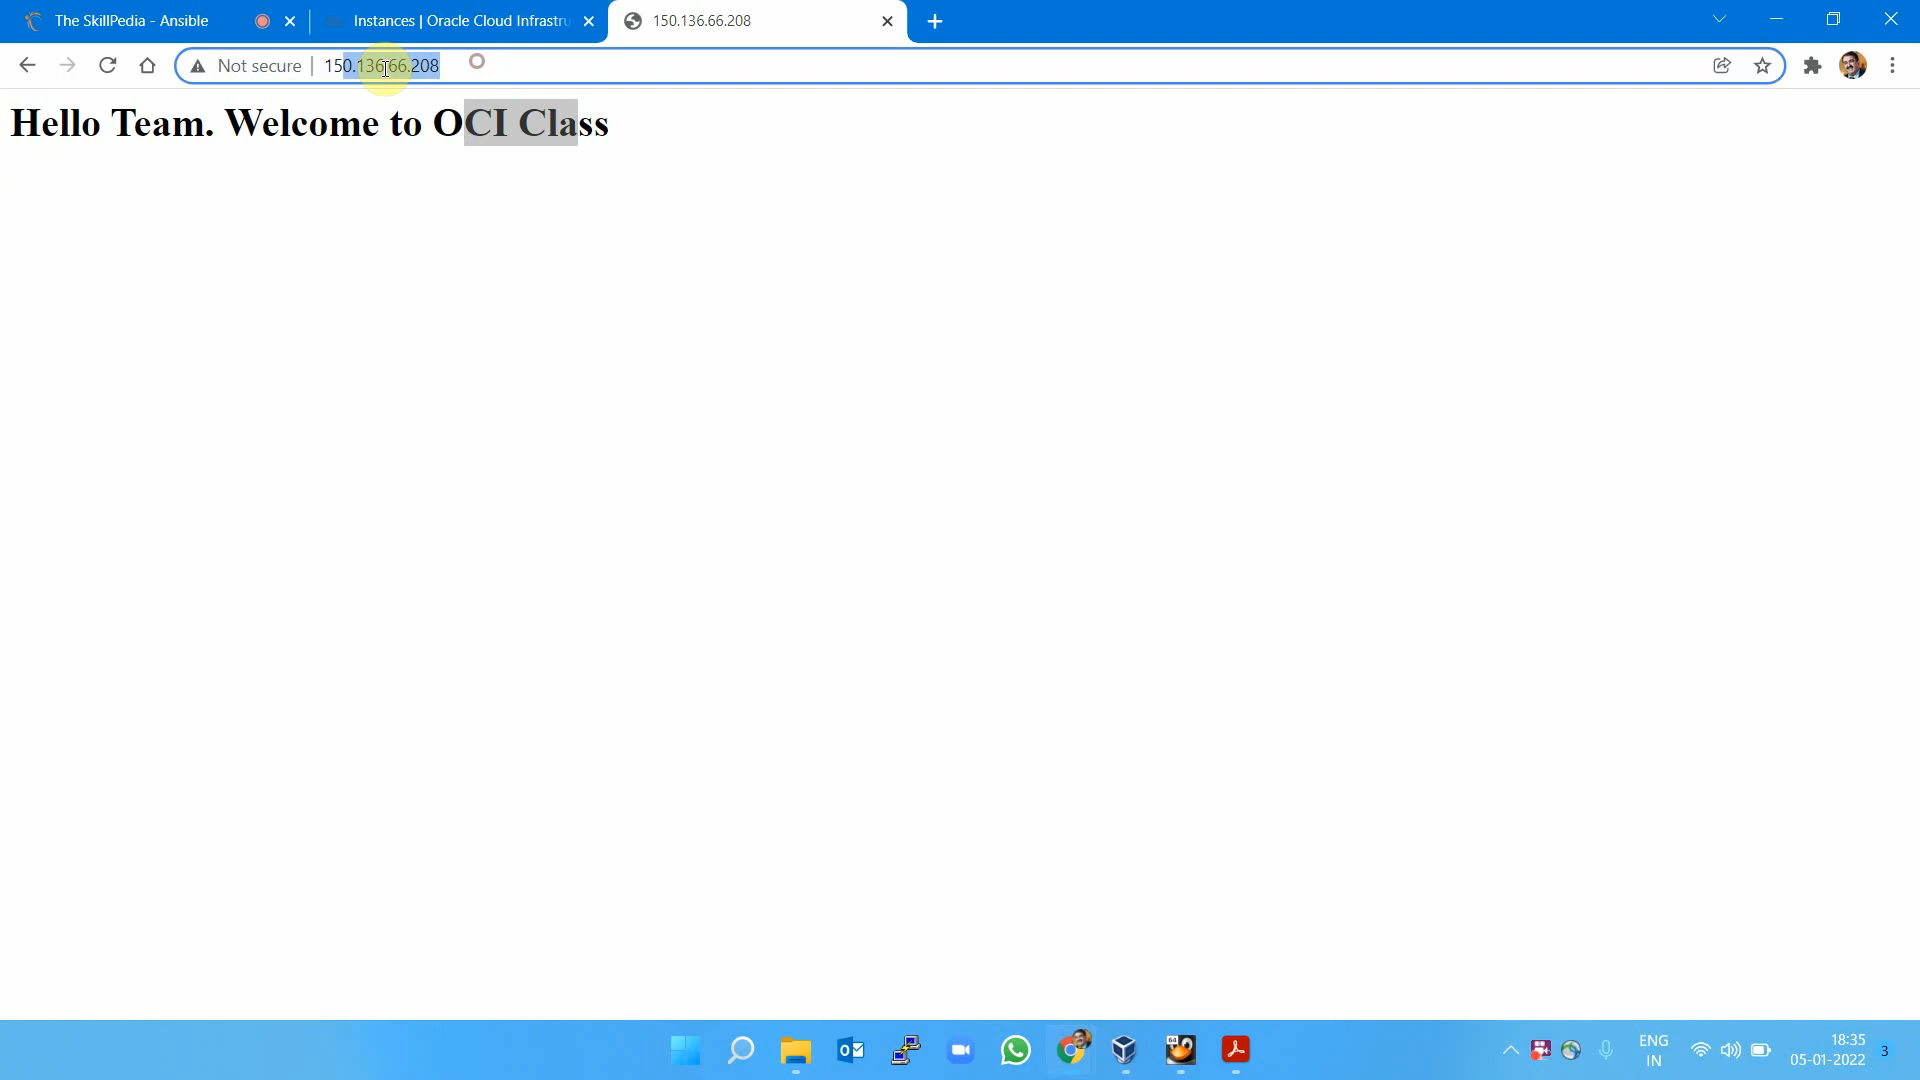 The SkillPedia - Ansible
Instances | Oracle Cloud Infrastru
150.136.66.208
Not secure
150.136.66.208
Hello Team. Welcome to OCI Class
64
ENG
IN
18:35
05-01-2022
3